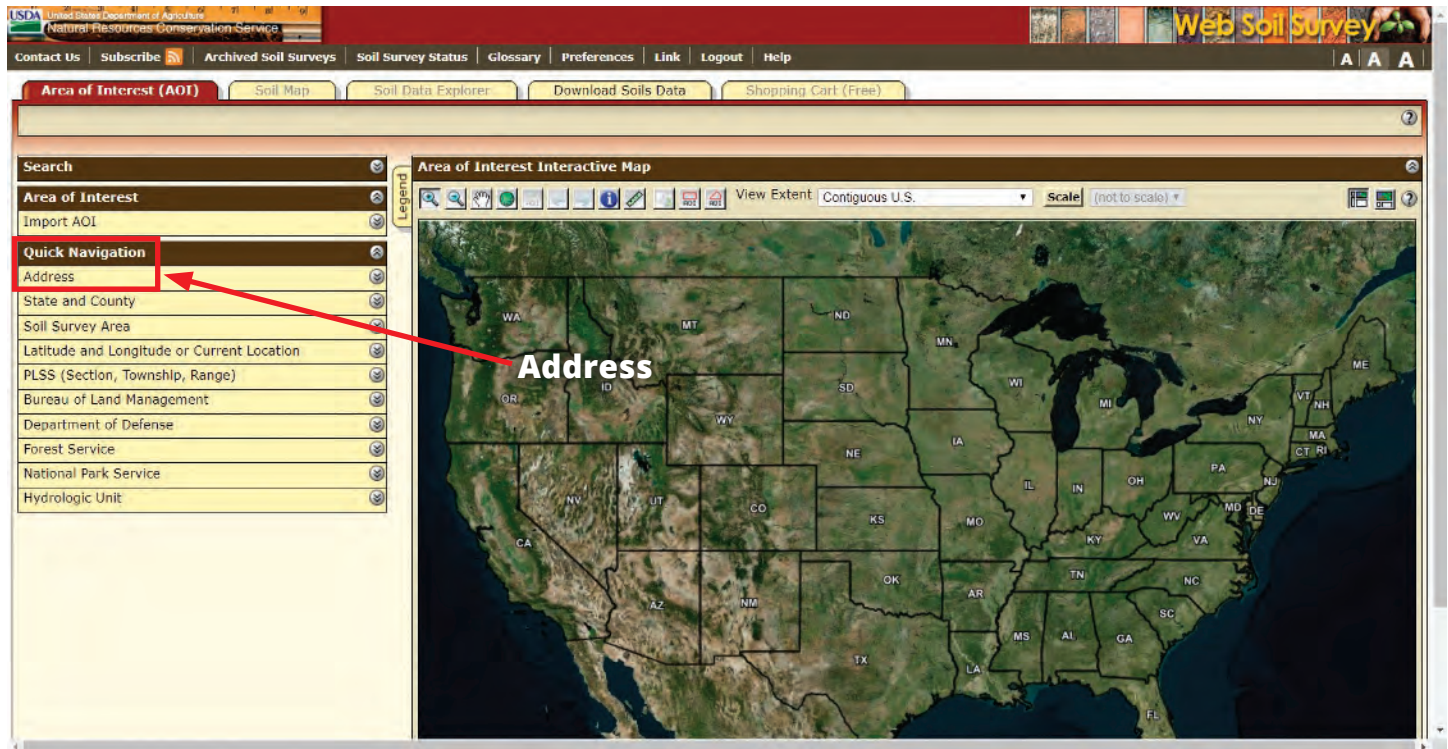 USDA United States Department of Agriculture
Natural Resources Conservation Service
Web Soil Survey
Contact Us | Subscribe | Archived Soil Surveys | Soil Survey Status | Glossary | Preferences | Link | Logout | Help | A | A | A
Area of Interest (AOI) Soil Map Soil Data Explorer Download Soils Data Shopping Cart (Free)
Search
Area of Interest
Import AOI
Quick Navigation
Address
State and County
Soil Survey Area
Latitude and Longitude or Current Location
PLSS (Section, Township, Range)
Bureau of Land Management
Department of Defense
Forest Service
National Park Service
Hydrologic Unit
Legend
Area of Interest Interactive Map
View Extent Contiguous U.S. Scale (not to scale)
Address
WA MT ND MN ME
OR ID SD WI MI VT NH
WY NY MA
NE IA CT RI
NV UT CO IL IN OH PA NJ
KS MO WV MD DE
CA KY VA
OK TN NC
AZ NM AR SC
MS AL GA
TX LA
FL